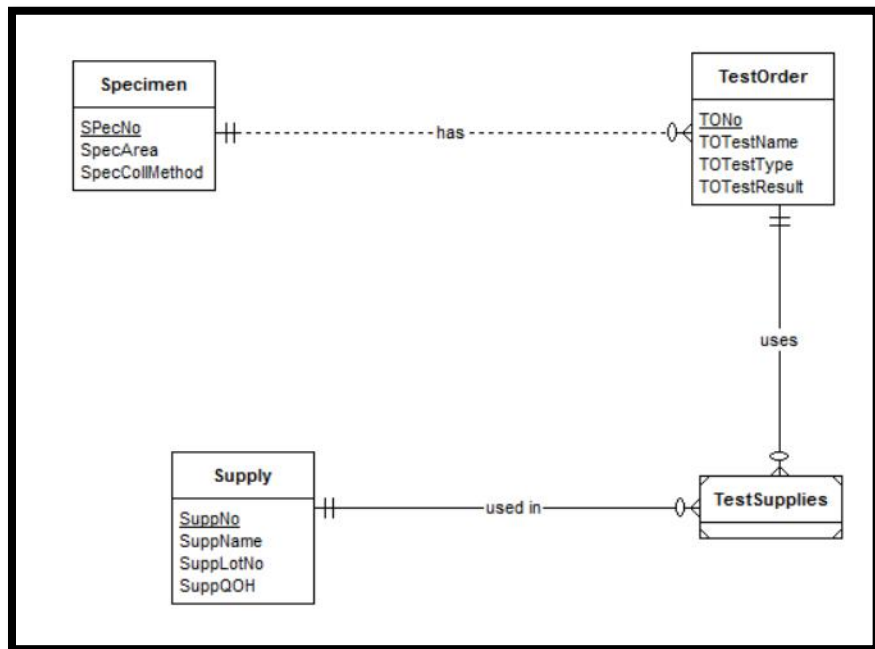 Specimen
SPecNo
SpecArea
SpecCollMethod
has
TestOrder
TONo
TOTestName
TOTestType
TOTestResult
uses
Supply
SuppNo
SuppName
SuppLotNo
SuppQOH
used in
TestSupplies